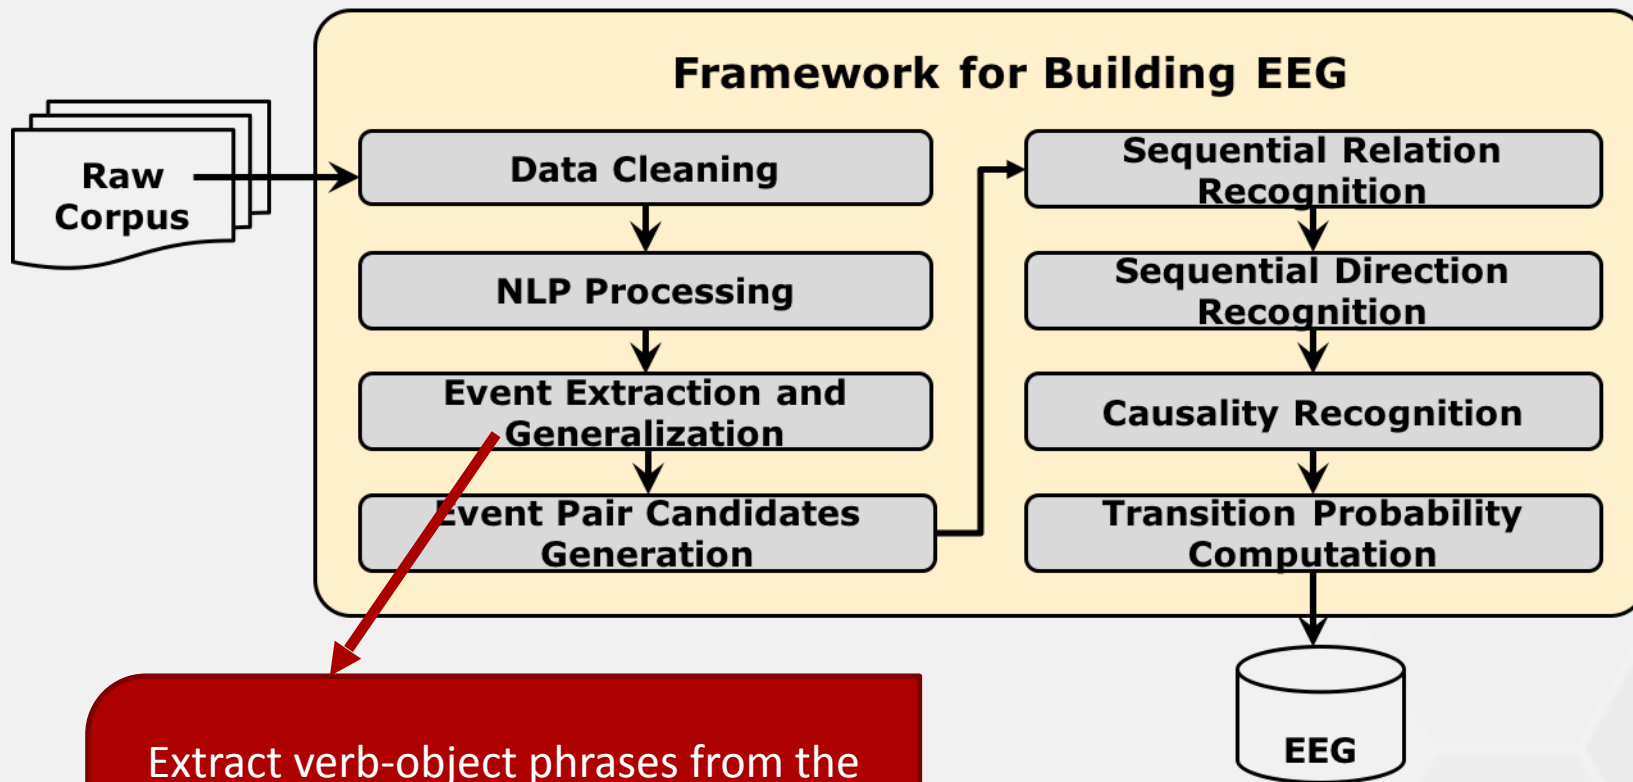 Framework for Building EEG
Raw
Corpus
Data Cleaning
NLP Processing
Event Extraction and
Generalization
Event Pair Candidates
Generation
Sequential Relation
Recognition
Sequential Direction
Recognition
Causality Recognition
Transition Probability
Computation
EEG
Extract verb-object phrases from the